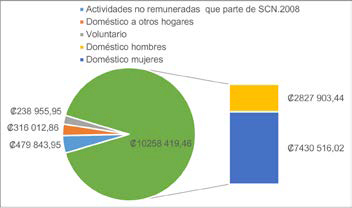 Actividades no remuneradas que parte de SCN.2008
Doméstico a otros hogares
Voluntario
Doméstico hombres
Doméstico mujeres
₡238 955,95
₡316 012,86
₡479 843,95
₡10258 419,46
₡2827 903,44
₡7430 516,02